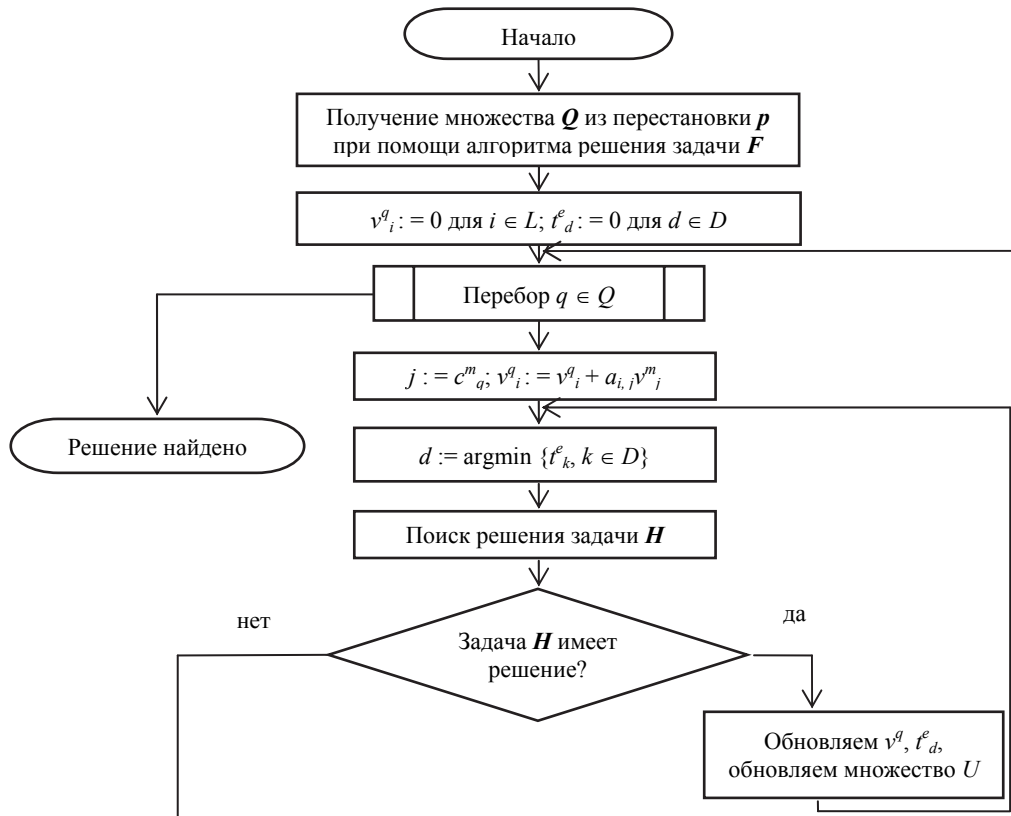 Начало
Получение множества Q из перестановки p
при помощи алгоритма решения задачи F
v^q_i : = 0 для i ∈ L; t^e_d : = 0 для d ∈ D
Перебор q ∈ Q
j : = c^m_q; v^q_i : = v^q_i + a_{i, j}v^m_j
Решение найдено
d := argmin {t^e_k, k ∈ D}
Поиск решения задачи H
нет
да
Задача H имеет
решение?
Обновляем v^q, t^e_d,
обновляем множество U